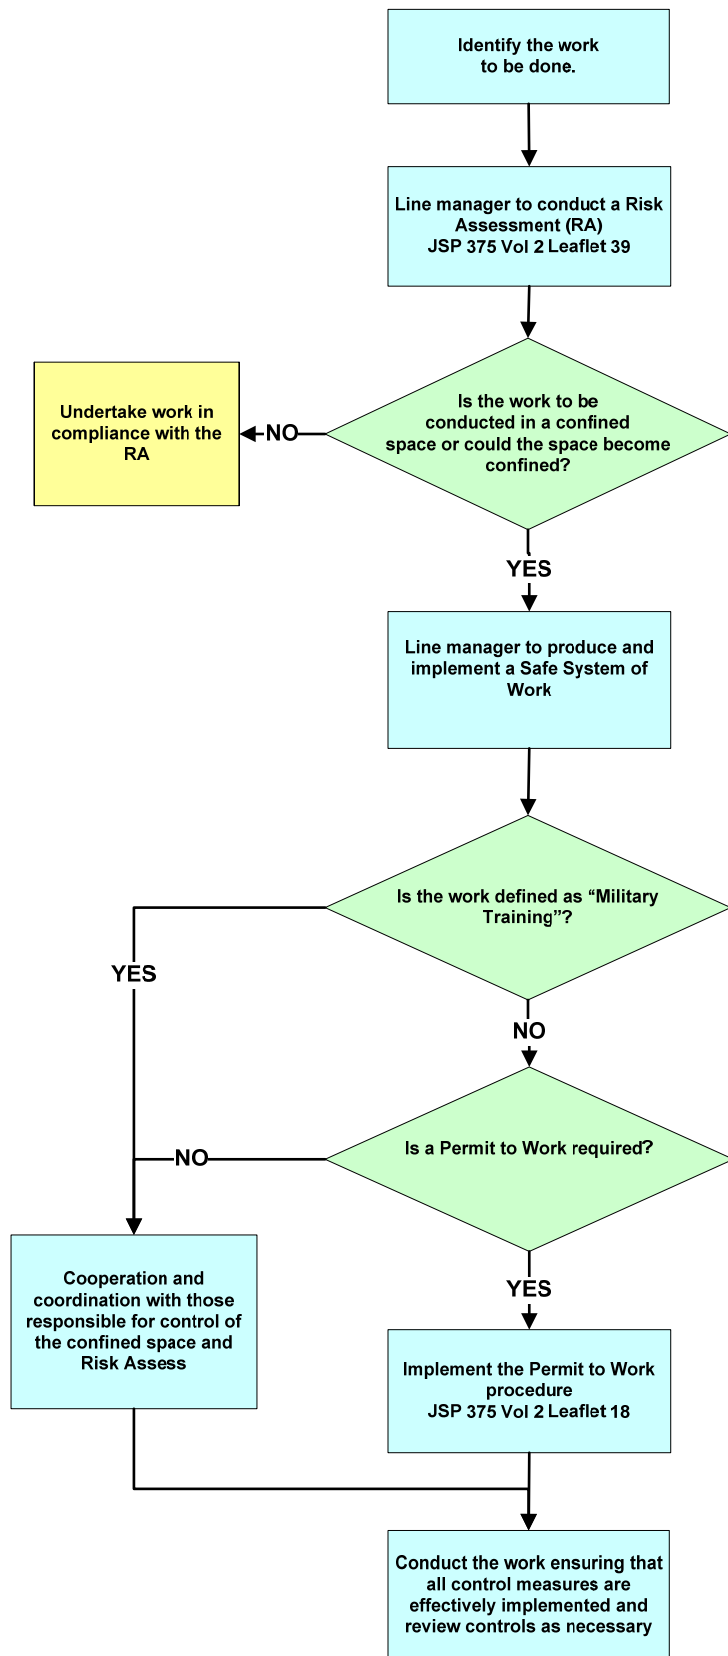 Identify the work
to be done.
Line manager to conduct a Risk
Assessment (RA)
JSP 375 Vol 2 Leaflet 39
Is the work to be
conducted in a confined
space or could the space become
confined?
NO
Undertake work in
compliance with the
RA
YES
Line manager to produce and
implement a Safe System of
Work
Is the work defined as “Military
Training”?
YES
NO
Is a Permit to Work required?
NO
Cooperation and
coordination with those
responsible for control of
the confined space and
Risk Assess
YES
Implement the Permit to Work
procedure
JSP 375 Vol 2 Leaflet 18
Conduct the work ensuring that
all control measures are
effectively implemented and
review controls as necessary